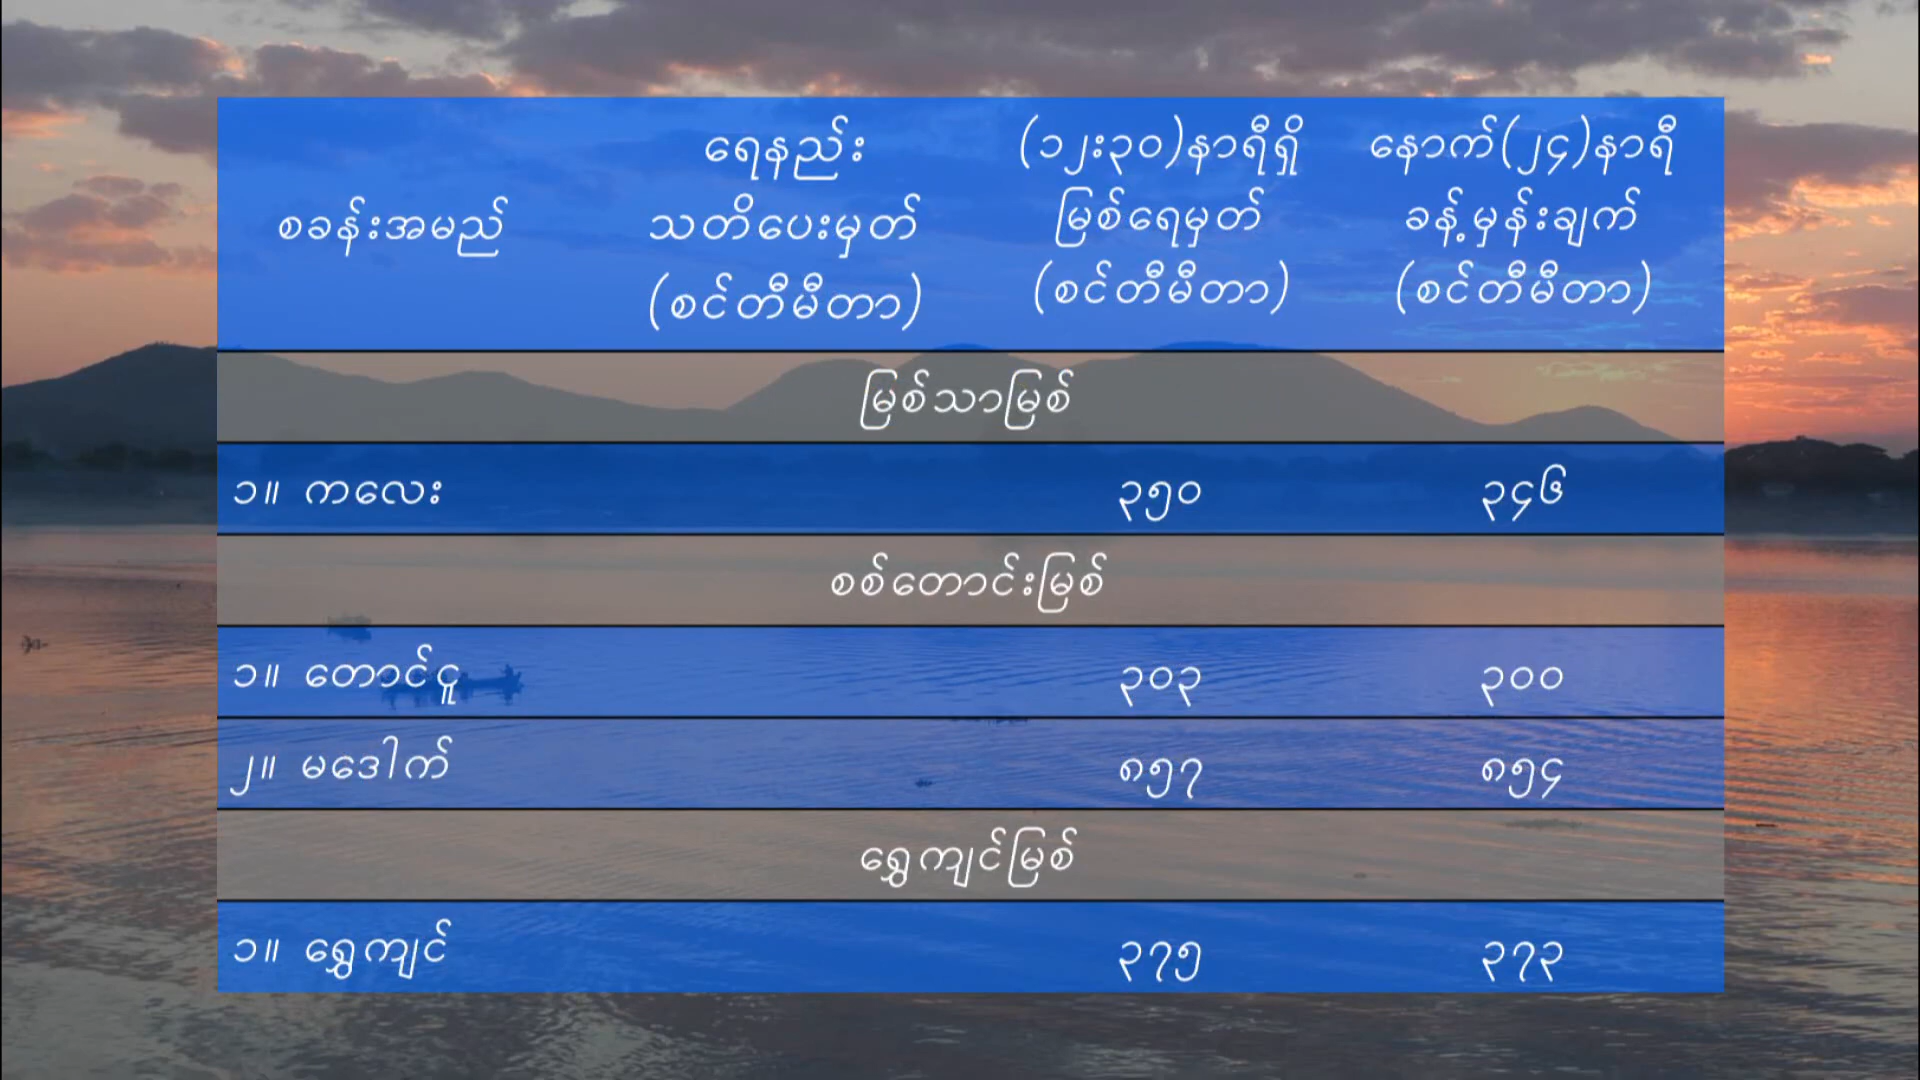 စခန်းအမည်
ရေနည်း
သတိပေးမှတ်
(စင်တီမီတာ)
(၁၂း၃၀)နာရီရှိ
မြစ်ရေမှတ်
(စင်တီမီတာ)
နောက်(၂၄)နာရီ
ခန့်မှန်းချက်
(စင်တီမီတာ)
မြစ်သာမြစ်
၁။ ကလေး ၃၅၀ ၃၄၆
စစ်တောင်းမြစ်
၁။ တောင်ငူ ၃၀၃ ၃၀၀
၂။ မဒေါက် ၈၅၇ ၈၅၄
ရွှေကျင်မြစ်
၁။ ရွှေကျင် ၃၇၅ ၃၇၃